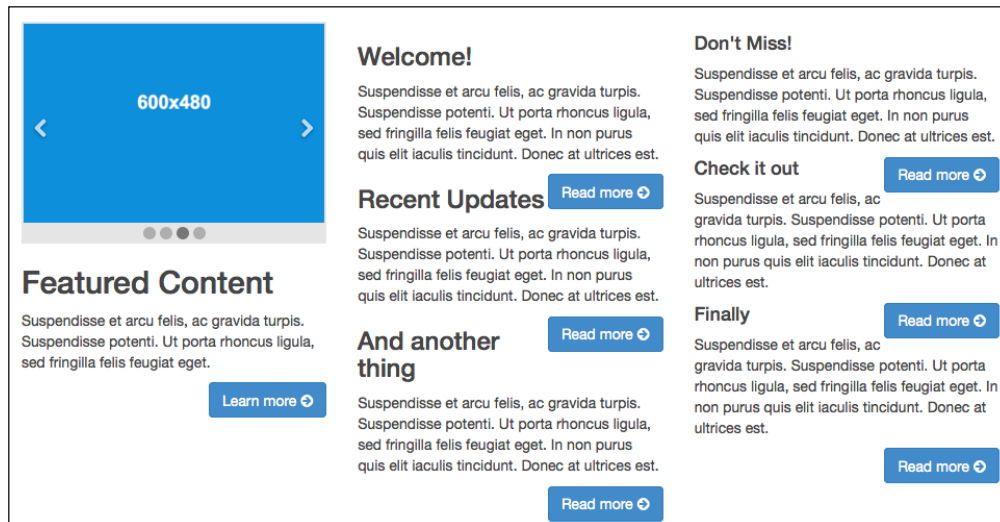 600x480
Featured Content
Suspendisse et arcu felis, ac gravida turpis.
Suspendisse potenti. Ut porta rhoncus ligula,
sed fringilla felis feugiat eget.
Learn more
Welcome!
Suspendisse et arcu felis, ac gravida turpis.
Suspendisse potenti. Ut porta rhoncus ligula,
sed fringilla felis feugiat eget. In non purus
quis elit iaculis tincidunt. Donec at ultrices est.
Read more
Recent Updates
Suspendisse et arcu felis, ac gravida turpis.
Suspendisse potenti. Ut porta rhoncus ligula,
sed fringilla felis feugiat eget. In non purus
quis elit iaculis tincidunt. Donec at ultrices est.
Read more
And another
thing
Suspendisse et arcu felis, ac gravida turpis.
Suspendisse potenti. Ut porta rhoncus ligula,
sed fringilla felis feugiat eget. In non purus
quis elit iaculis tincidunt. Donec at ultrices est.
Read more
Don't Miss!
Suspendisse et arcu felis, ac gravida turpis.
Suspendisse potenti. Ut porta rhoncus ligula,
sed fringilla felis feugiat eget. In non purus
quis elit iaculis tincidunt. Donec at ultrices est.
Read more
Check it out
Suspendisse et arcu felis, ac
gravida turpis. Suspendisse potenti. Ut porta
rhoncus ligula, sed fringilla felis feugiat eget. In
non purus quis elit iaculis tincidunt. Donec at
ultrices est.
Read more
Finally
Suspendisse et arcu felis, ac
gravida turpis. Suspendisse potenti. Ut porta
rhoncus ligula, sed fringilla felis feugiat eget. In
non purus quis elit iaculis tincidunt. Donec at
ultrices est.
Read more